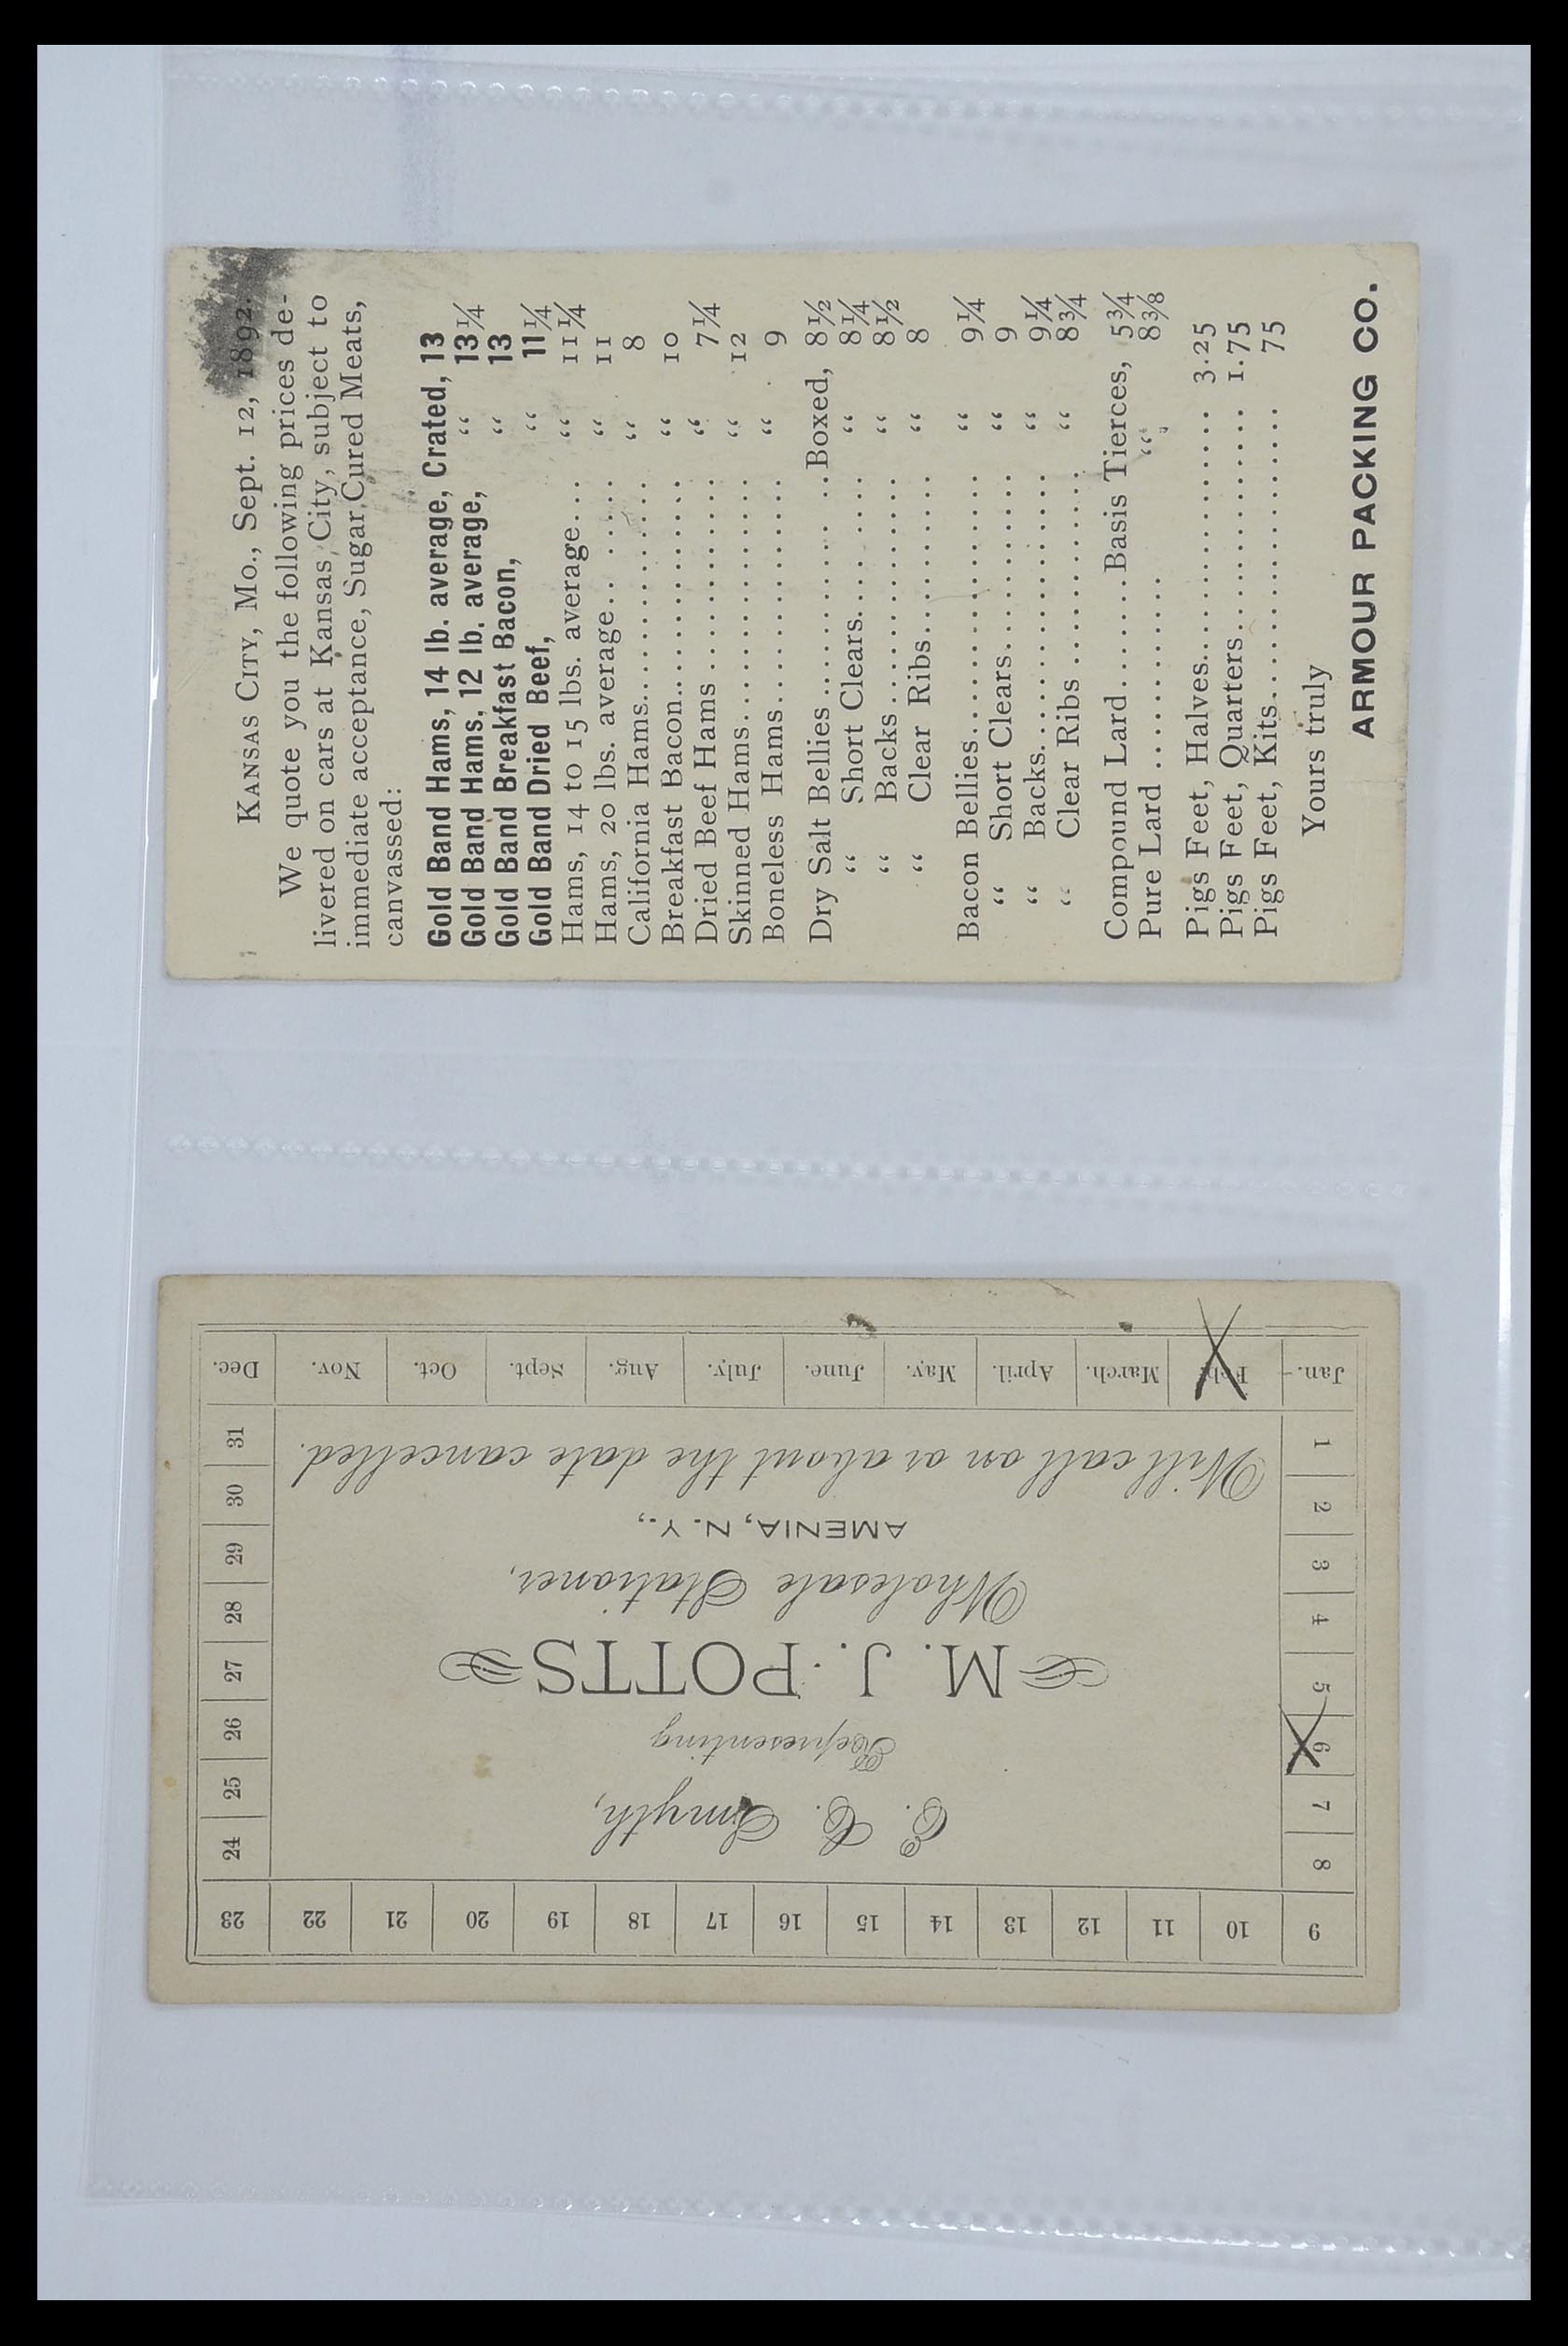 Kansas City, Mo., Sept. 12, 1892.
We quote you the following prices de-
livered on cars at Kansas City, subject to
immediate acceptance, Sugar Cured Meats,
canvassed:
Gold Band Hams, 14 lb. average, Crated, 13
Gold Band Hams, 12 lb. average, “ 13¼
Gold Band Breakfast Bacon, “ 13
Gold Band Dried Beef, “ 11¼
Hams, 14 to 15 lbs. average... “ 11¼
Hams, 20 lbs. average...... “ 11
California Hams............ “ 8
Breakfast Bacon............ “ 10
Dried Beef Hams ........... “ 7¼
Skinned Hams............. “ 12
Boneless Hams............. “ 9
Dry Salt Bellies ............Boxed, 8½
“ Short Clears........ “ 8¼
“ Backs............ “ 8½
“ Clear Ribs......... “ 8
Bacon Bellies.............. “ 9¼
“ Short Clears.......... “ 9
“ Backs.............. “ 9¼
“ Clear Ribs ........... “ 8¾
Compound Lard.......Basis Tierces, 5¾
Pure Lard ............ “ 8⅜
Pigs Feet, Halves............... 3.25
Pigs Feet, Quarters.............. 1.75
Pigs Feet, Kits................. 75
Yours truly
ARMOUR PACKING CO.
Jan. Feb. March. April. May. June. July. Aug. Sept. Oct. Nov. Dec.
1 31
Will call on or about the date cancelled.
2 30
AMENIA, N. Y.,
3 29
Wholesale Stationer,
4 28
M. J. POTTS
5 27
Representing
6 26
7 25
E. C. Smyth,
8 24
9 10 11 12 13 14 15 16 17 18 19 20 21 22 23